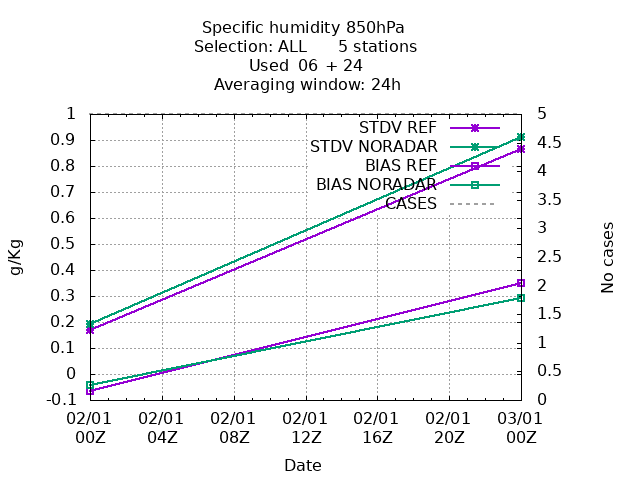 Specific humidity 850hPa
Selection: ALL 5 stations
Used 06 + 24
Averaging window: 24h
1
0.9
0.8
0.7
0.6
0.5
0.4
0.3
0.2
0.1
0
-0.1
g/Kg
STDV REF
STDV NORADAR
BIAS REF
BIAS NORADAR
CASES
5
4.5
4
3.5
3
2.5
2
1.5
1
0.5
0
No cases
02/01 02/01 02/01 02/01 02/01 02/01 03/01
00Z 04Z 08Z 12Z 16Z 20Z 00Z
Date